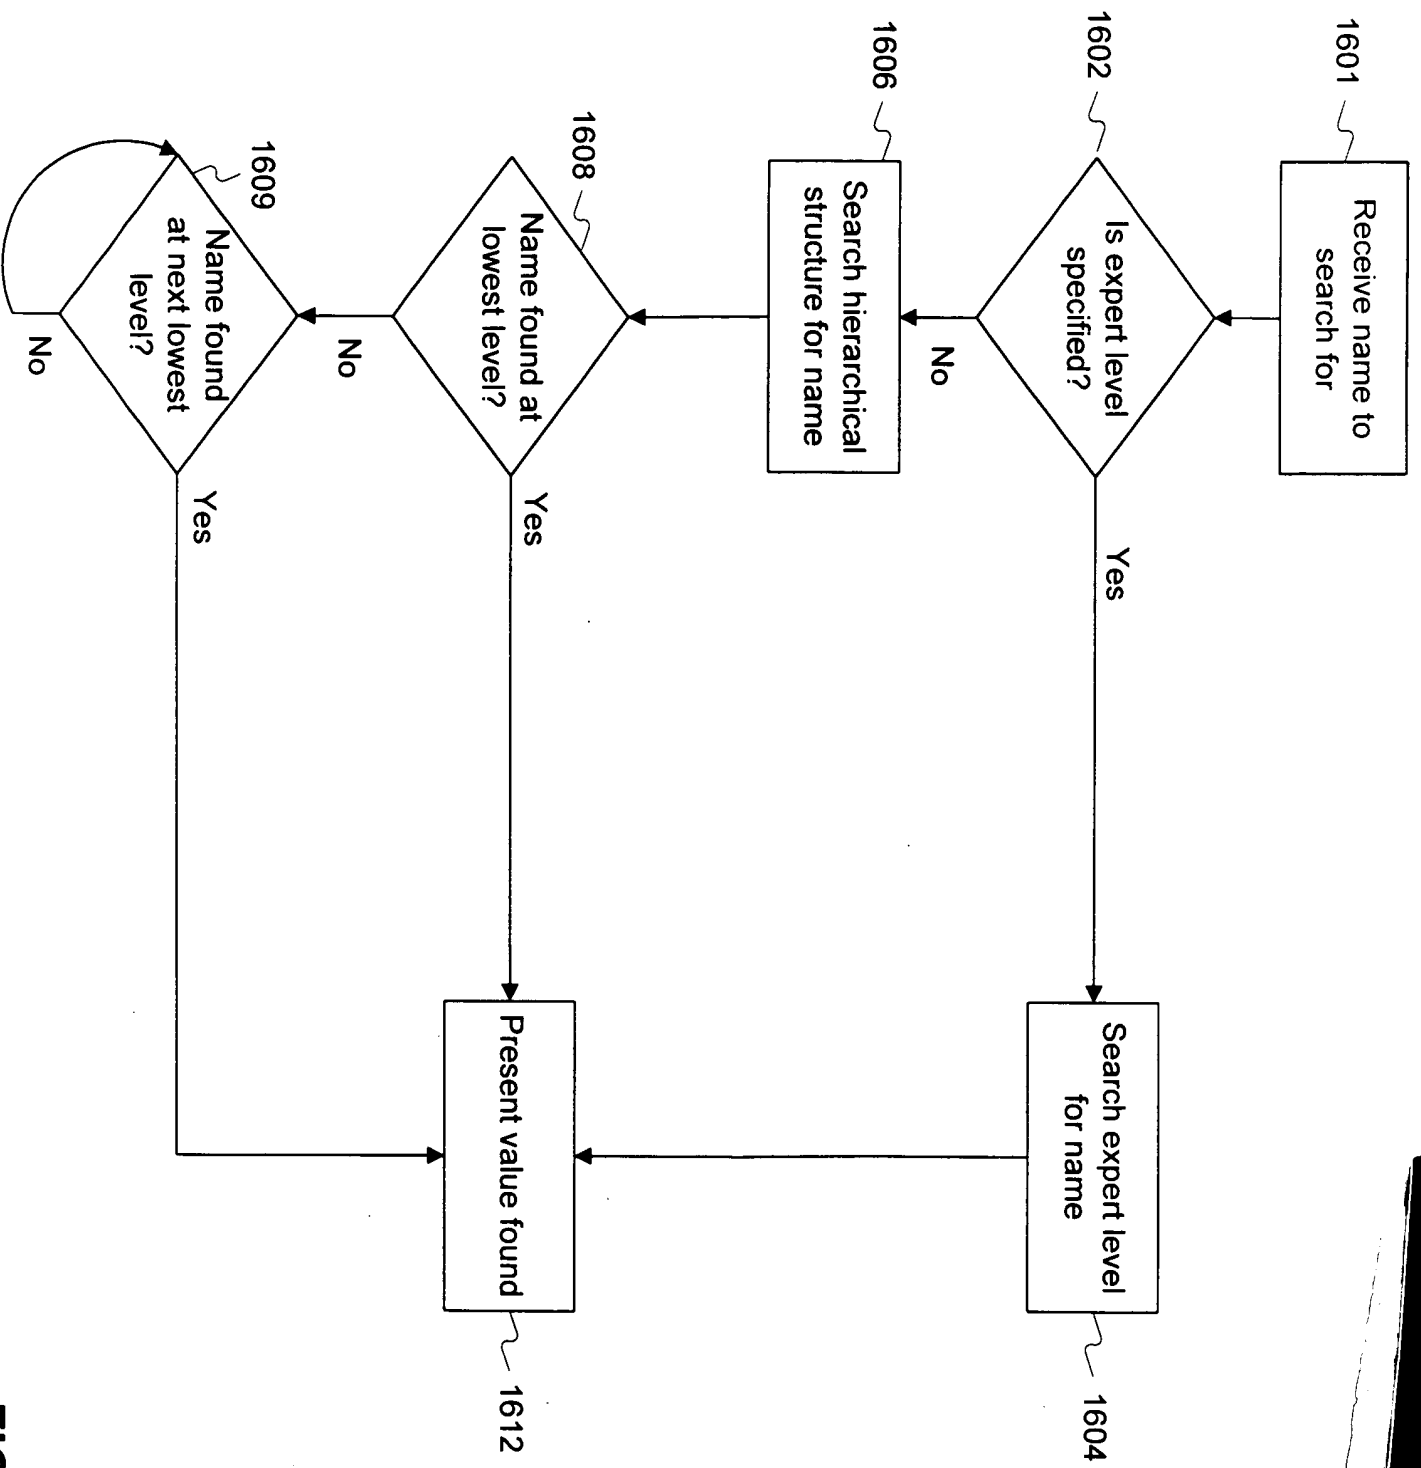 1601
Receive name to
search for
1602
Is expert level
specified?
Yes
Search expert level
for name
1604
No
1606
Search hierarchical
structure for name
1608
Name found at
lowest level?
Yes
Present value found
1612
No
1609
Name found
at next lowest
level?
Yes
No